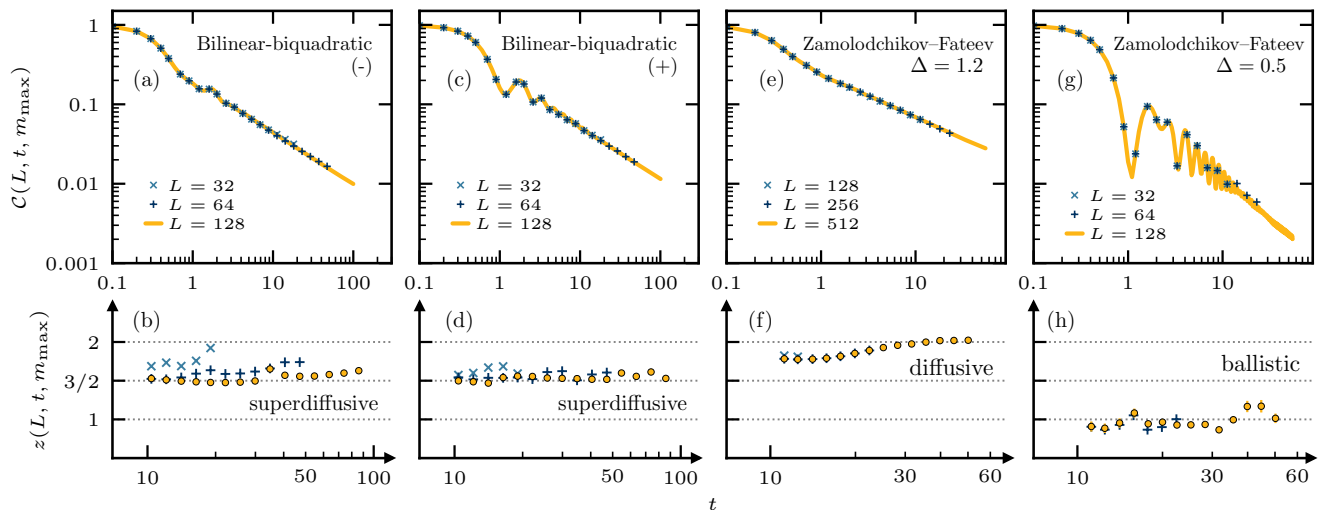 1
0.1
0.01
0.001
𝒞(L, t, m_max)
Bilinear-biquadratic
(-)
(a)
L = 32
L = 64
L = 128
0.1 1 10 100
Bilinear-biquadratic
(+)
(c)
L = 32
L = 64
L = 128
0.1 1 10 100
Zamolodchikov–Fateev
Δ = 1.2
(e)
L = 128
L = 256
L = 512
0.1 1 10
Zamolodchikov–Fateev
Δ = 0.5
(g)
L = 32
L = 64
L = 128
0.1 1 10
z(L, t, m_max)
2
3/2
1
(b)
superdiffusive
10 50 100
(d)
superdiffusive
10 50 100
(f)
diffusive
10 30 60
(h)
ballistic
10 30 60
t